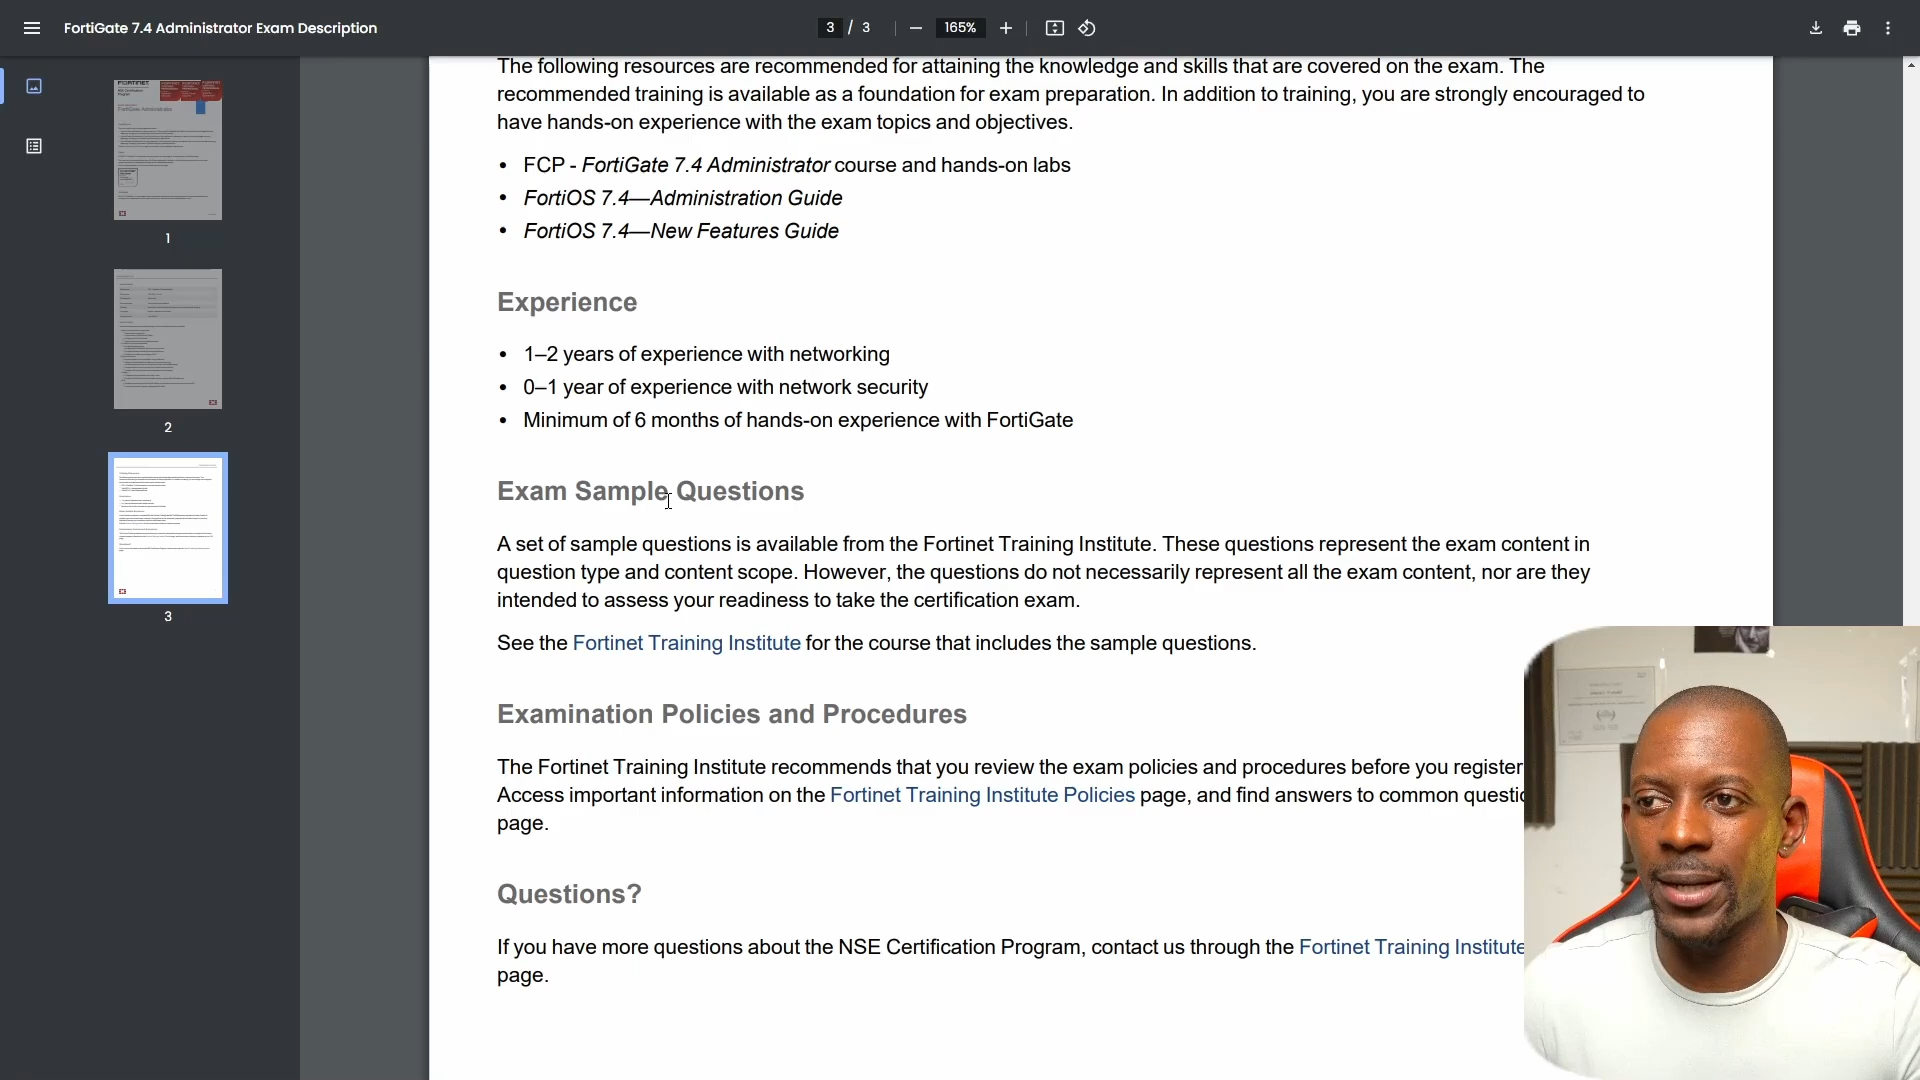 FortiGate 7.4 Administrator Exam Description
3 / 3
165%
The following resources are recommended for attaining the knowledge and skills that are covered on the exam. The
recommended training is available as a foundation for exam preparation. In addition to training, you are strongly encouraged to
have hands-on experience with the exam topics and objectives.
• FCP - FortiGate 7.4 Administrator course and hands-on labs
• FortiOS 7.4—Administration Guide
• FortiOS 7.4—New Features Guide
Experience
• 1–2 years of experience with networking
• 0–1 year of experience with network security
• Minimum of 6 months of hands-on experience with FortiGate
Exam Sample Questions
A set of sample questions is available from the Fortinet Training Institute. These questions represent the exam content in
question type and content scope. However, the questions do not necessarily represent all the exam content, nor are they
intended to assess your readiness to take the certification exam.
See the Fortinet Training Institute for the course that includes the sample questions.
Examination Policies and Procedures
The Fortinet Training Institute recommends that you review the exam policies and procedures before you register
Access important information on the Fortinet Training Institute Policies page, and find answers to common questio
page.
Questions?
If you have more questions about the NSE Certification Program, contact us through the Fortinet Training Institute
page.
1
2
3